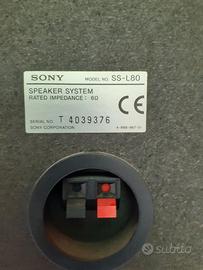 SONY MODEL NO. SS-L80
SPEAKER SYSTEM
RATED IMPEDANCE : 6Ω
SERIAL NO. T 4039376
SONY CORPORATION
CE
subito